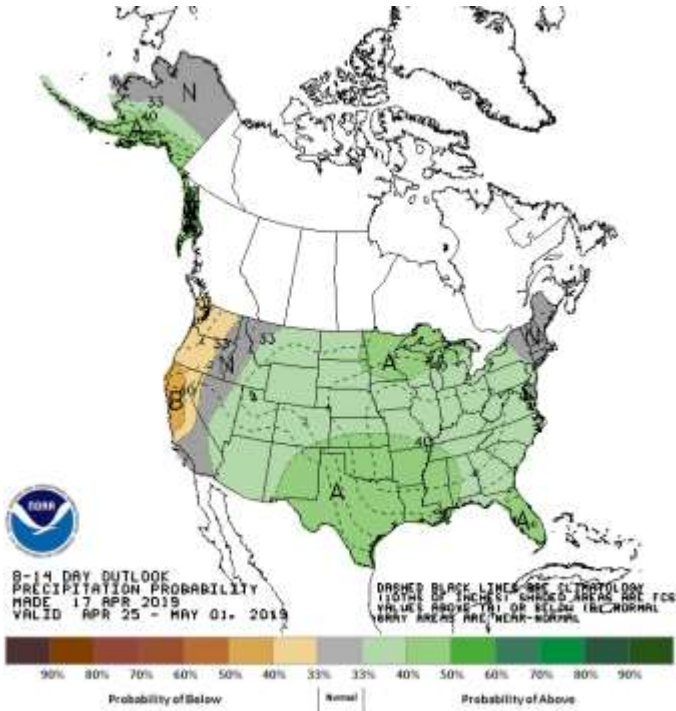 N
33
40
A
33
33
N
A
40
N
B
40
40
A
A
NOAA
8-14 DAY OUTLOOK
PRECIPITATION PROBABILITY
MADE 17 APR 2019
VALID APR 25 - MAY 01, 2019
DASHED BLACK LINES ARE CLIMATOLOGY
SHADED AREAS ARE FCS
VALUES ABOVE (A) OR BELOW (B) NORMAL
GRAY AREAS ARE NEAR-NORMAL
90% 80% 70% 60% 50% 40% 33% 33% 40% 50% 60% 70% 80% 90%
Probability of Below Normal Probability of Above